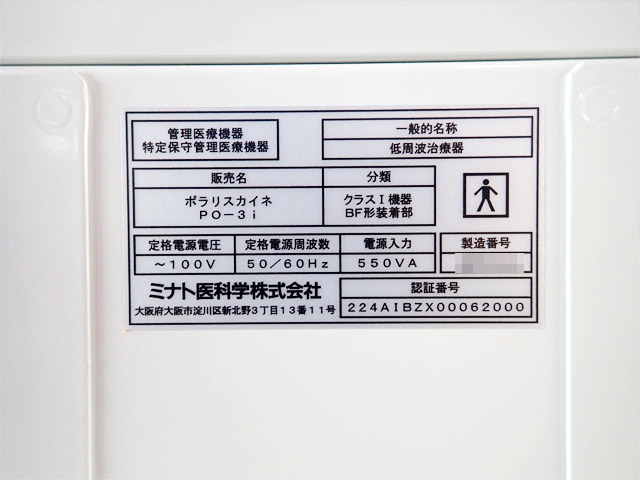 管理医療機器
特定保守管理医療機器
一般的名称
低周波治療器
販売名
ポラリスカイネ
PO-3i
分類
クラスⅠ機器
BF形装着部
定格電源電圧
～100V
定格電源周波数
50/60Hz
電源入力
550VA
製造番号
ミナト医科学株式会社
大阪府大阪市淀川区新北野3丁目13番11号
認証番号
224AIBZX00062000